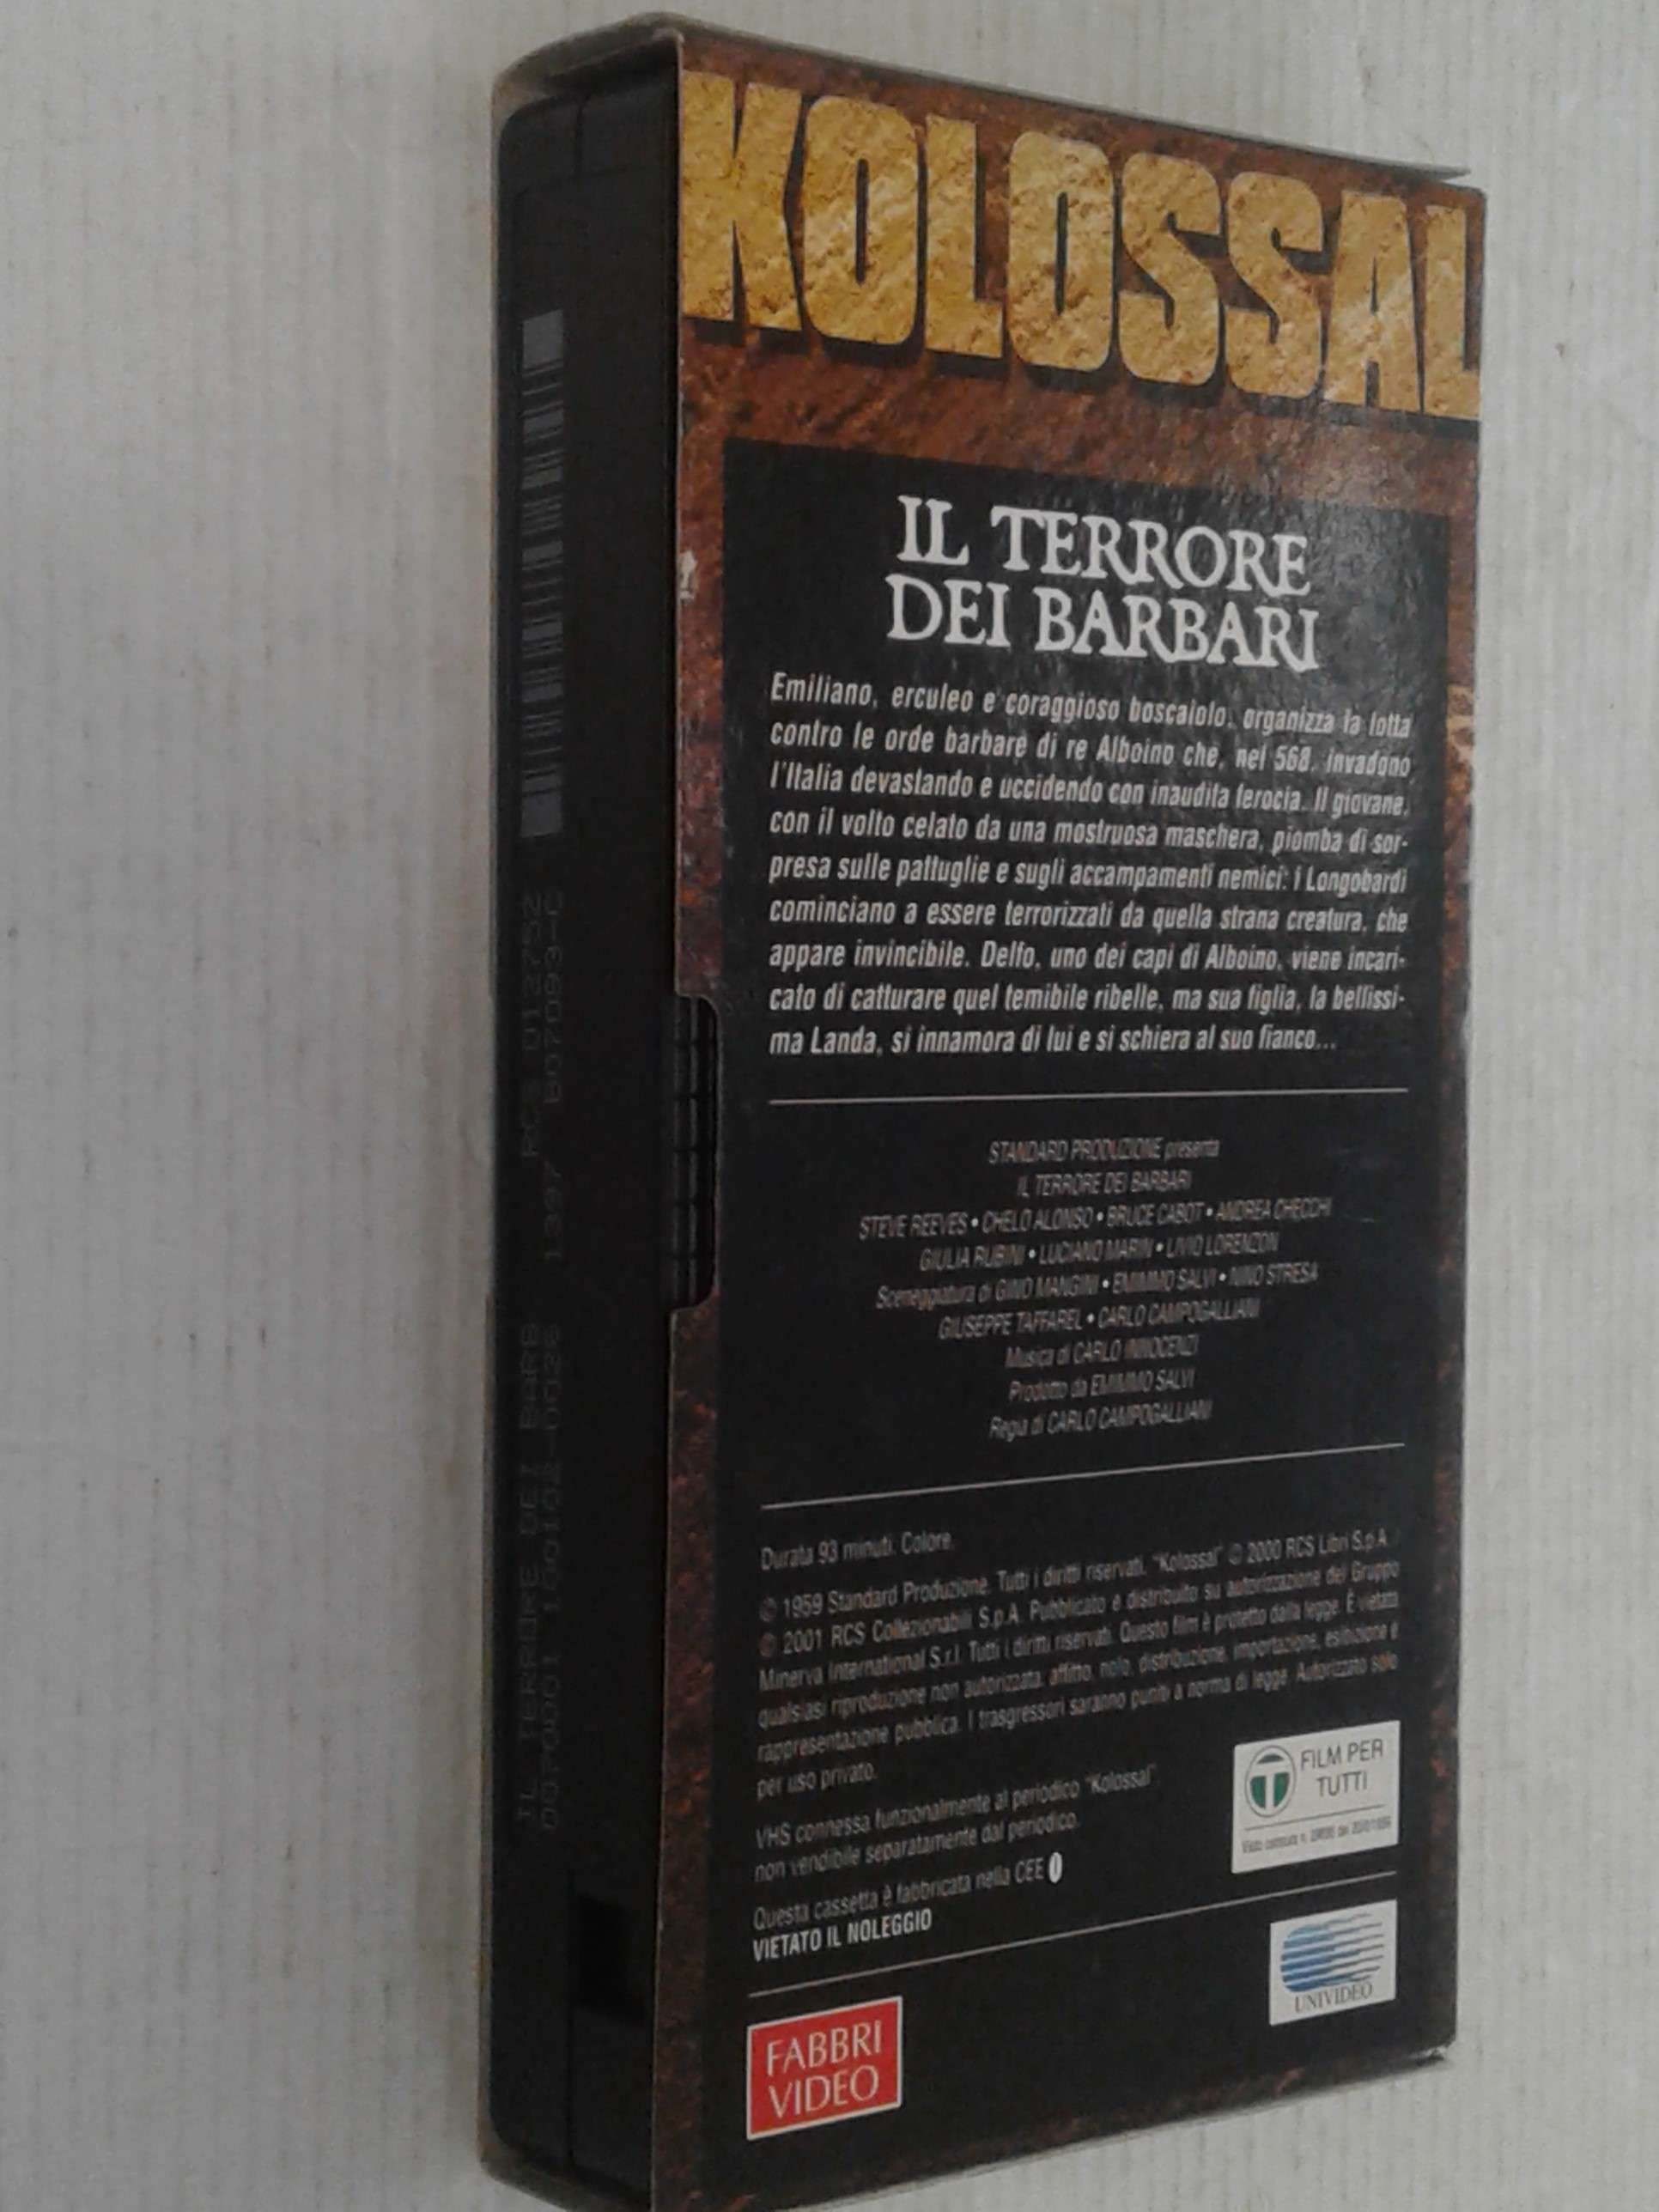 KOLOSSAL
IL TERRORE
DEI BARBARI
Emiliano, erculeo e coraggioso boscaiolo, organizza la lotta
contro le orde barbare di re Alboino che, nel 568, invadono
l'Italia devastando e uccidendo con inaudita ferocia. Il giovane,
con il volto celato da una mostruosa maschera, piomba di sor-
presa sulle pattuglie e sugli accampamenti nemici: i Longobardi
cominciano a essere terrorizzati da quella strana creatura, che
appare invincibile. Delfo, uno dei capi di Alboino, viene incari-
cato di catturare quel temibile ribelle, ma sua figlia, la bellissi-
ma Landa, si innamora di lui e si schiera al suo fianco...
STANDARD PRODUZIONE presenta
IL TERRORE DEI BARBARI
STEVE REEVES • CHELO ALONSO • BRUCE CABOT • ANDREA CHECCHI
GIULIA RUBINI • LUCIANO MARIN • LIVIO LORENZON
Sceneggiatura di GINO MANGINI • EMIMMO SALVI • NINO STRESA
GIUSEPPE TAFFAREL • CARLO CAMPOGALLIANI
Musica di CARLO INNOCENZI
Prodotto da EMIMMO SALVI
Regia di CARLO CAMPOGALLIANI
Durata 93 minuti. Colore.
© 1959 Standard Produzione. Tutti i diritti riservati. "Kolossal" © 2000 RCS Libri S.p.A.
© 2001 RCS Collezionabili S.p.A. Pubblicato e distribuito su autorizzazione del Gruppo
Minerva International S.r.l. Tutti i diritti riservati. Questo film è protetto dalla legge. È vietata
qualsiasi riproduzione non autorizzata, affitto, nolo, distribuzione, importazione, esibizione e
rappresentazione pubblica. I trasgressori saranno puniti a norma di legge. Autorizzato solo
per uso privato.
VHS connessa funzionalmente al periodico "Kolossal",
non vendibile separatamente dal periodico.
Questa cassetta è fabbricata nella CEE
VIETATO IL NOLEGGIO
T FILM PER
TUTTI
UNIVIDEO
FABBRI
VIDEO
IL TERRORE DEI BARB RCS 012752